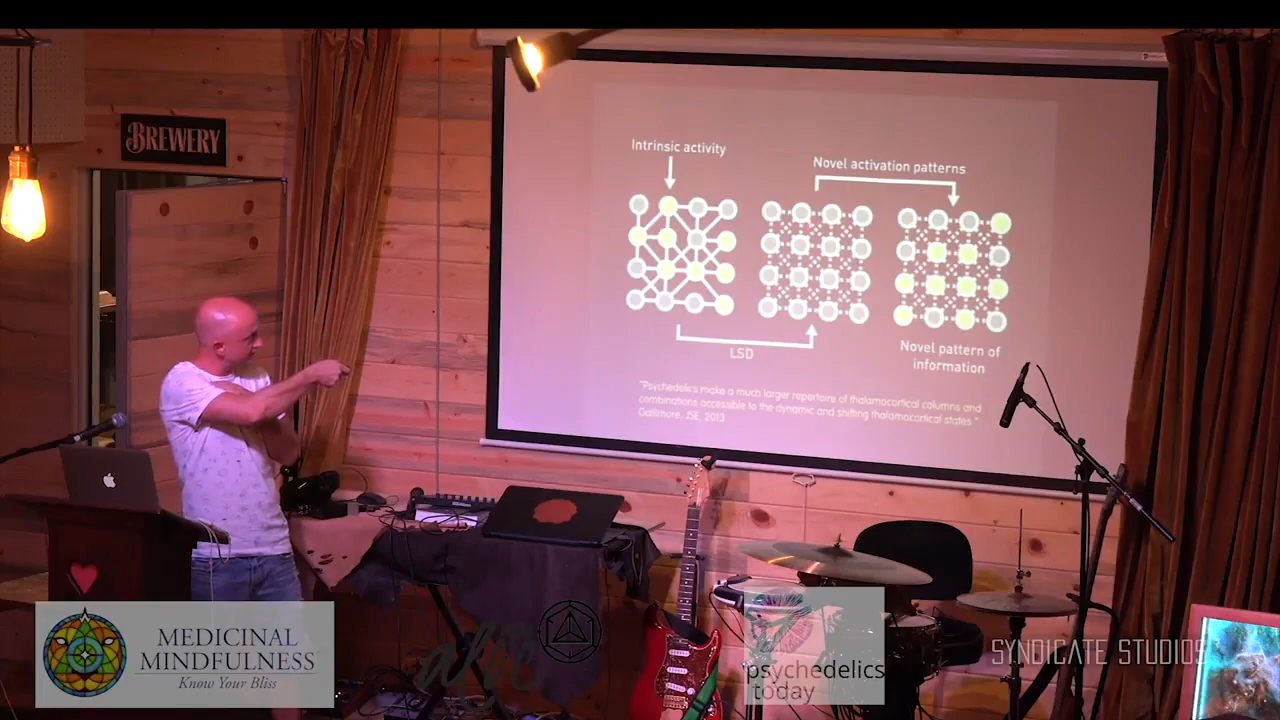 BREWERY
Intrinsic activity
Novel activation patterns
LSD
Novel pattern of
information
"Psychedelics make a much larger repertoire of thalamocortical columns and
combinations accessible to the dynamic and shifting thalamocortical states."
Gallimore, JSE, 2013
MEDICINAL
MINDFULNESS
Know Your Bliss
psychedelics
today
SYNDICATE STUDIOS